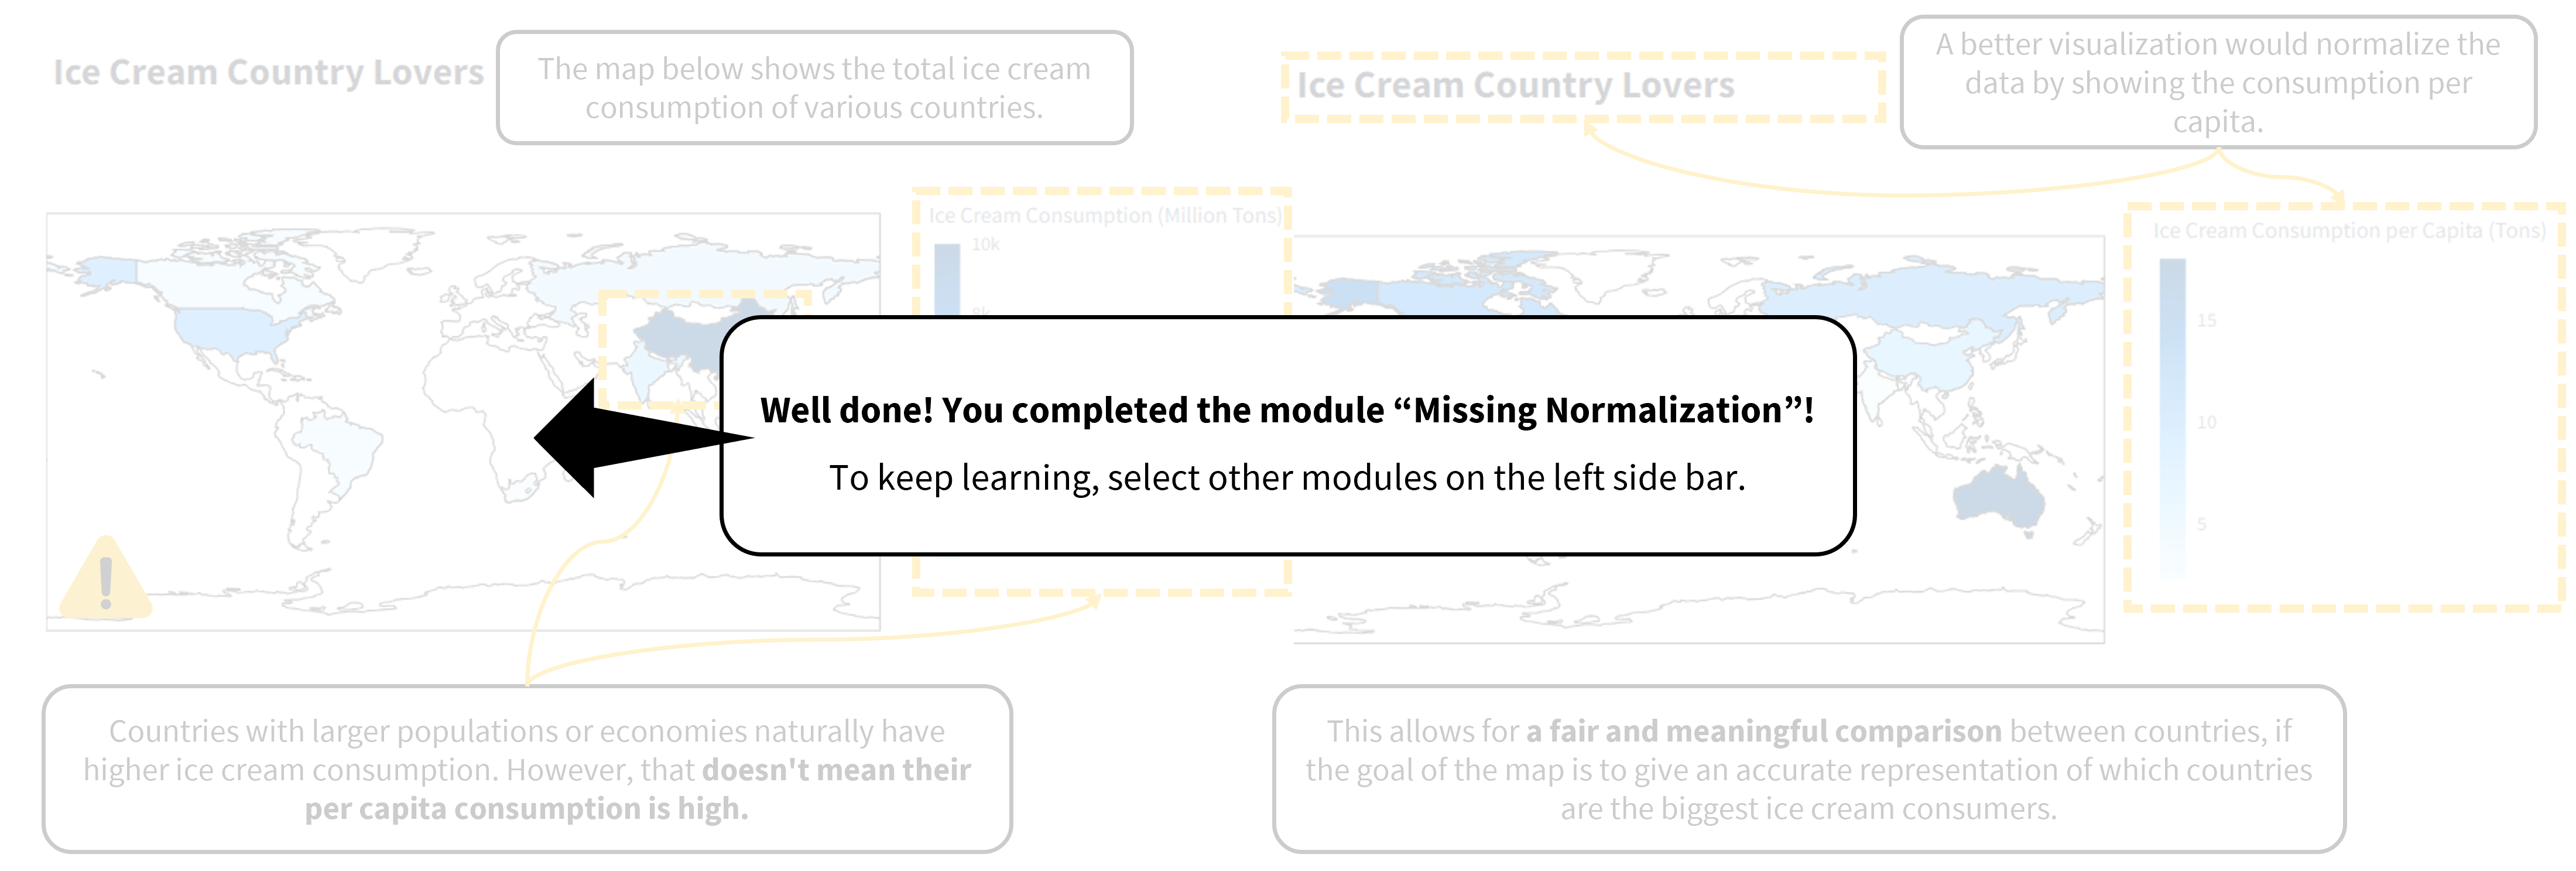 Ice Cream Country Lovers
The map below shows the total ice cream
consumption of various countries.
Ice Cream Country Lovers
A better visualization would normalize the
data by showing the consumption per
capita.
Ice Cream Consumption (Million Tons)
10k
8k
Ice Cream Consumption per Capita (Tons)
15
10
5
Well done! You completed the module “Missing Normalization”!
To keep learning, select other modules on the left side bar.
!
Countries with larger populations or economies naturally have
higher ice cream consumption. However, that doesn't mean their
per capita consumption is high.
This allows for a fair and meaningful comparison between countries, if
the goal of the map is to give an accurate representation of which countries
are the biggest ice cream consumers.